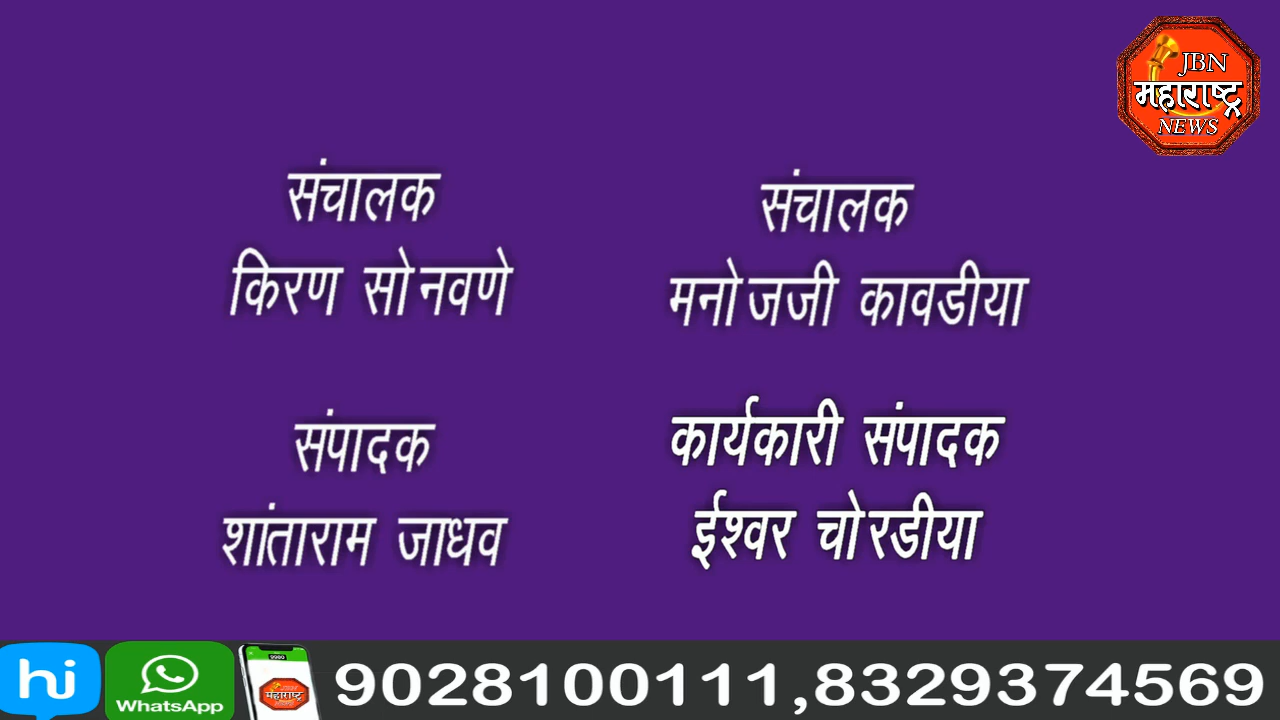 JBN
महाराष्ट्र
NEWS
संचालक
किरण सोनवणे
संचालक
मनोजजी कावडीया
संपादक
शांताराम जाधव
कार्यकारी संपादक
ईश्वर चोरडीया
hi
WhatsApp
महाराष्ट्र
9028100111,8329374569